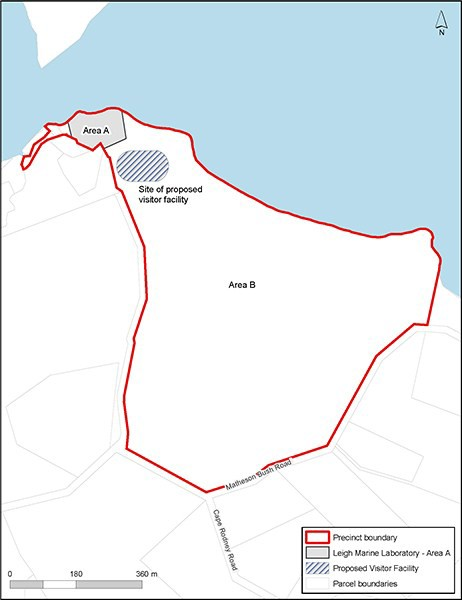 N
Area A
Site of proposed
visitor facility
Area B
Matheson Bush Road
Cape Rodney Road
Precinct boundary
Leigh Marine Laboratory - Area A
Proposed Visitor Facility
Parcel boundaries
0 180 360 m